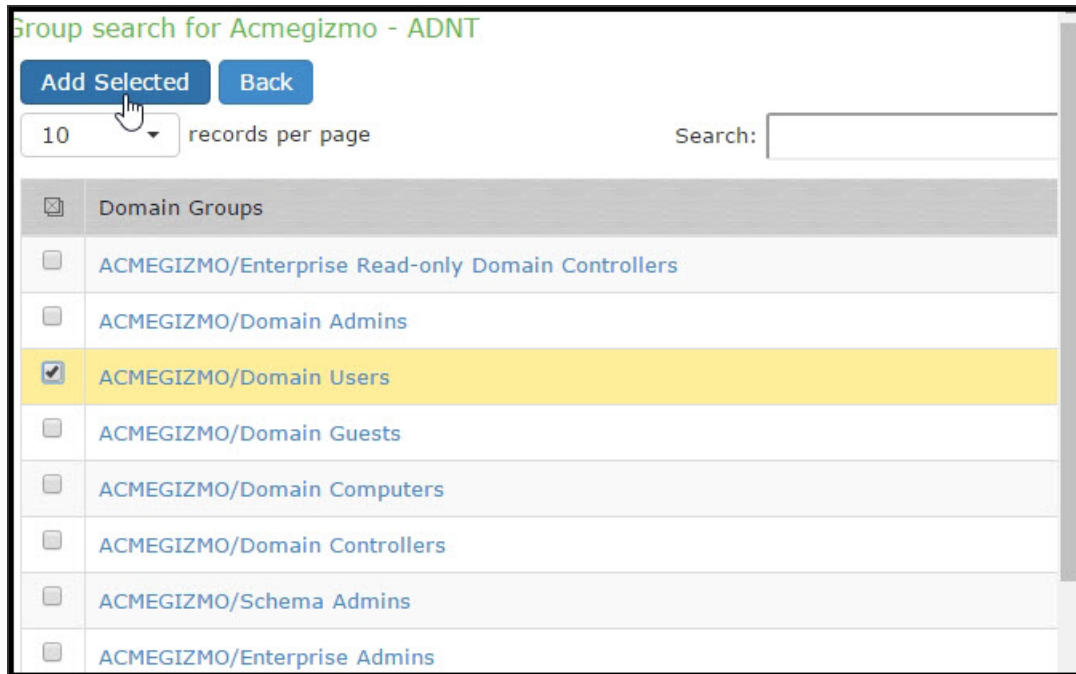 Group search for Acmegizmo - ADNT
Add Selected Back
10 records per page Search:
Domain Groups
ACMEGIZMO/Enterprise Read-only Domain Controllers
ACMEGIZMO/Domain Admins
ACMEGIZMO/Domain Users
ACMEGIZMO/Domain Guests
ACMEGIZMO/Domain Computers
ACMEGIZMO/Domain Controllers
ACMEGIZMO/Schema Admins
ACMEGIZMO/Enterprise Admins